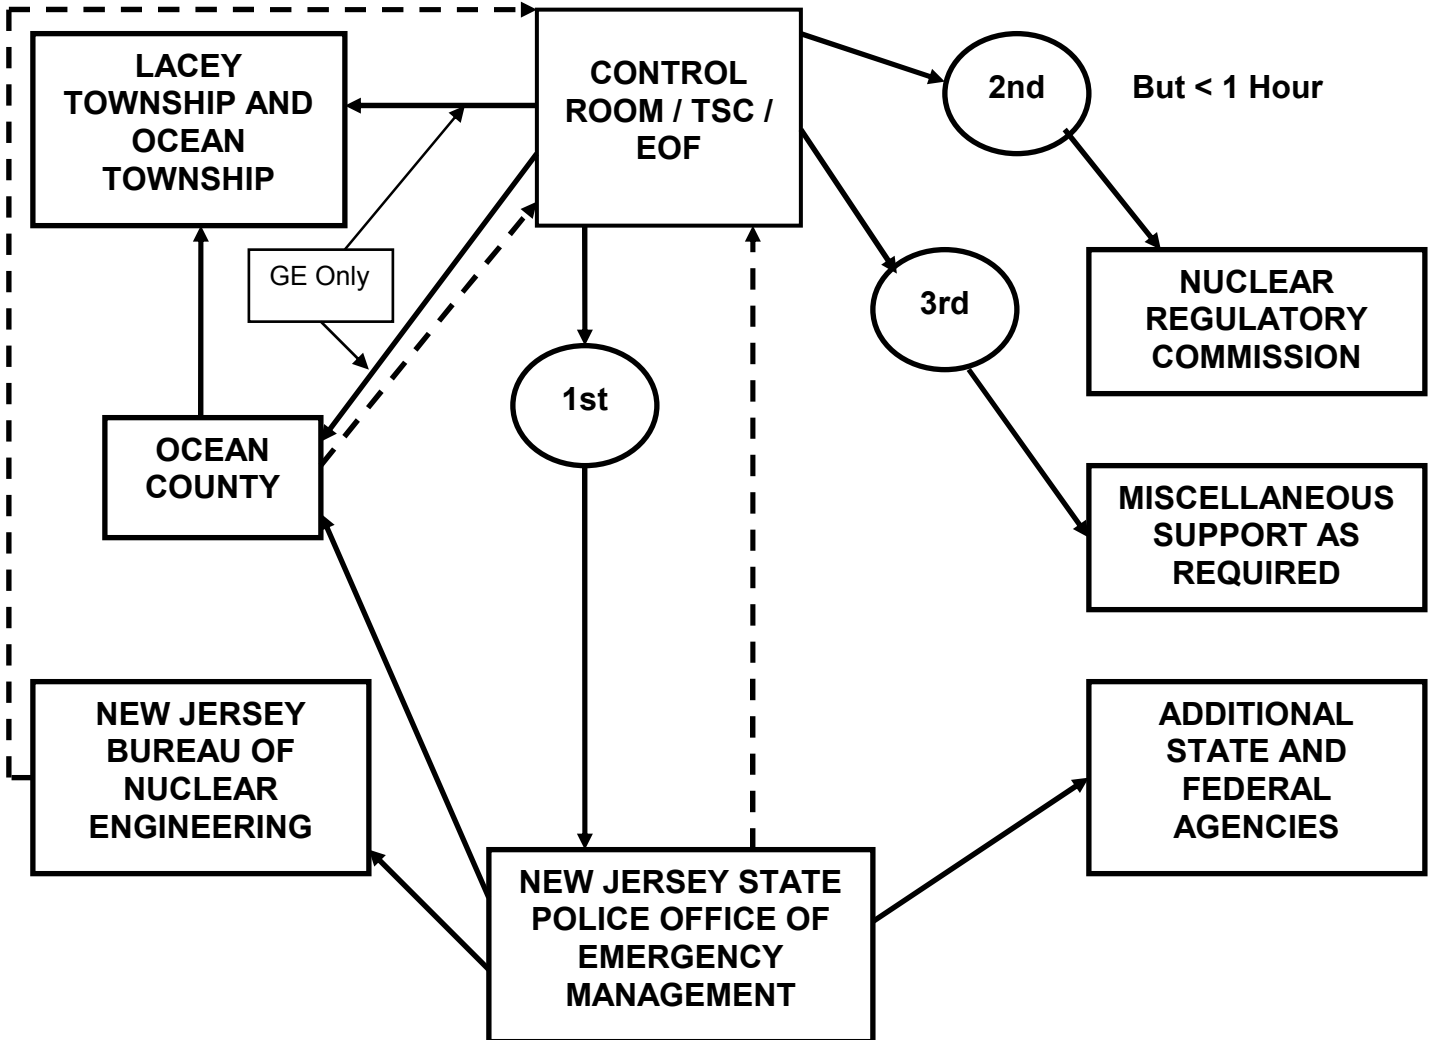 LACEY
TOWNSHIP AND
OCEAN
TOWNSHIP
CONTROL
ROOM / TSC /
EOF
2nd
But < 1 Hour
GE Only
3rd
NUCLEAR
REGULATORY
COMMISSION
1st
OCEAN
COUNTY
MISCELLANEOUS
SUPPORT AS
REQUIRED
NEW JERSEY
BUREAU OF
NUCLEAR
ENGINEERING
ADDITIONAL
STATE AND
FEDERAL
AGENCIES
NEW JERSEY STATE
POLICE OFFICE OF
EMERGENCY
MANAGEMENT